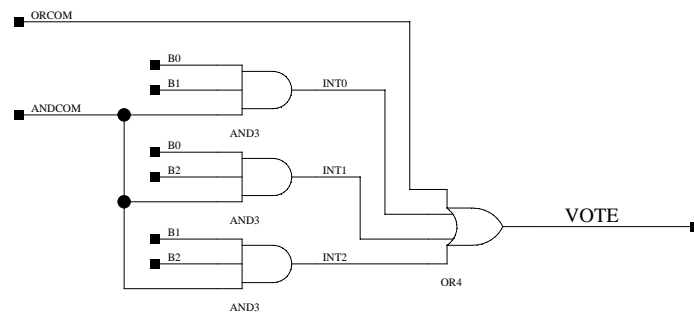 ORCOM
B0
B1
INT0
ANDCOM
AND3
B0
B2
INT1
VOTE
AND3
B1
B2
INT2
OR4
AND3